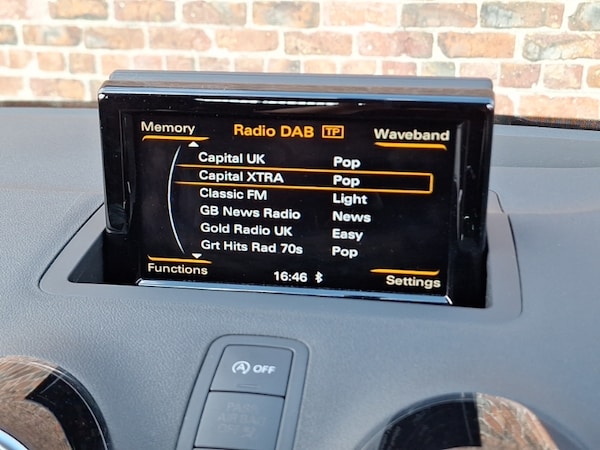 Memory Radio DAB TP Waveband
Capital UK Pop
Capital XTRA Pop
Classic FM Light
GB News Radio News
Gold Radio UK Easy
Grt Hits Rad 70s Pop
Functions 16:46 Settings
A OFF